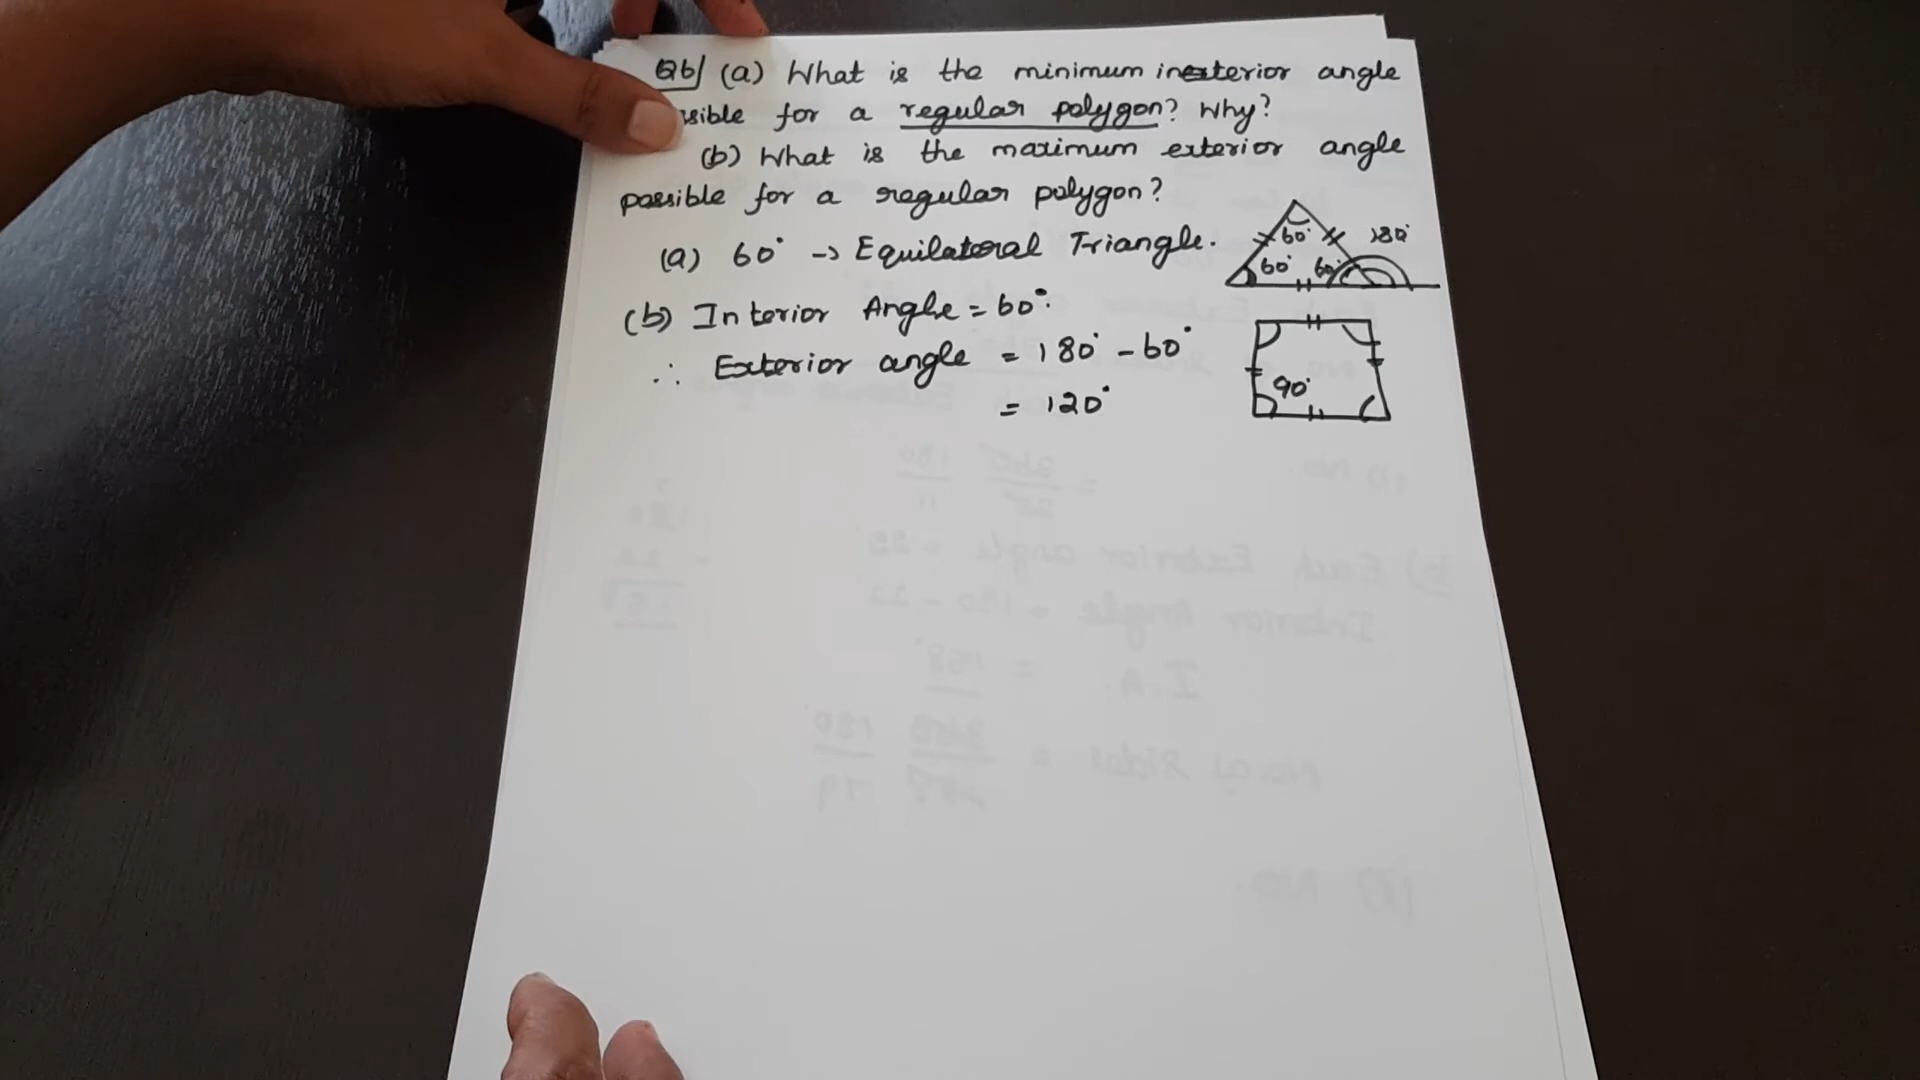 Q6/ (a) What is the minimum interior angle
ssible for a regular polygon? Why?
(b) What is the maximum exterior angle
possible for a regular polygon?
(a) 60° → Equilateral Triangle.
60° 180°
60° 60°
(b) Interior Angle = 60°.
∴ Exterior angle = 180° - 60°
= 120°
90°